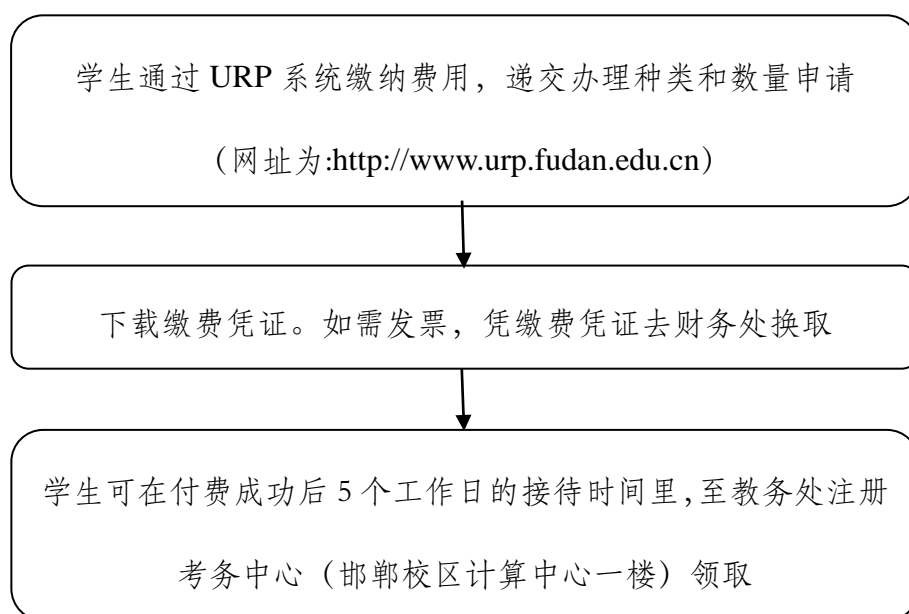 学生通过 URP 系统缴纳费用，递交办理种类和数量申请
（网址为:http://www.urp.fudan.edu.cn）
下载缴费凭证。如需发票，凭缴费凭证去财务处换取
学生可在付费成功后 5 个工作日的接待时间里,至教务处注册
考务中心（邯郸校区计算中心一楼）领取